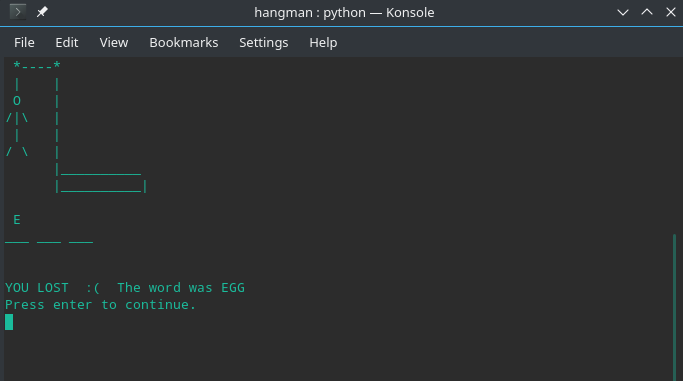 hangman : python — Konsole
File Edit View Bookmarks Settings Help
 *----*
 |    |
 O    |
/|\   |
 |    |
/ \   |
      |__________
      |__________|
 E
___ ___ ___
YOU LOST  :(  The word was EGG
Press enter to continue.